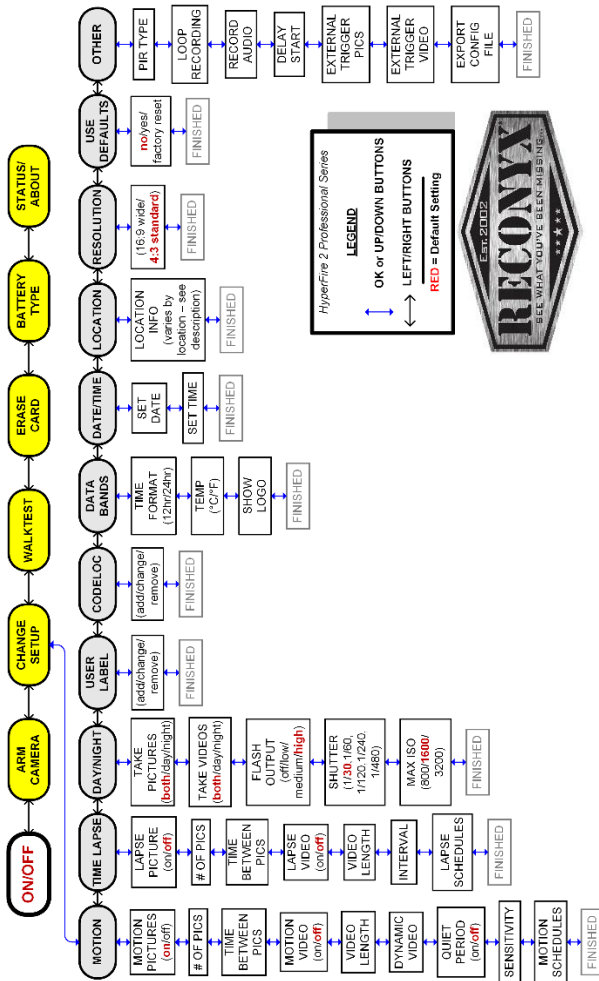 ON/OFF
ARM
CAMERA
CHANGE
SETUP
WALKTEST
ERASE
CARD
BATTERY
TYPE
STATUS/
ABOUT
MOTION
TIME LAPSE
DAY/NIGHT
USER
LABEL
CODELOC
DATA
BANDS
DATE/TIME
LOCATION
RESOLUTION
USE
DEFAULTS
OTHER
MOTION
PICTURES
(on/off)
# OF PICS
TIME
BETWEEN
PICS
MOTION
VIDEO
(on/off)
VIDEO
LENGTH
DYNAMIC
VIDEO
QUIET
PERIOD
(on/off)
SENSITIVITY
MOTION
SCHEDULES
FINISHED
LAPSE
PICTURE
(on/off)
# OF PICS
TIME
BETWEEN
PICS
LAPSE
VIDEO
(on/off)
VIDEO
LENGTH
INTERVAL
LAPSE
SCHEDULES
FINISHED
TAKE
PICTURES
(both/day/night)
TAKE VIDEOS
(both/day/night)
FLASH
OUTPUT
(off/low/
medium/high)
SHUTTER
(1/30,1/60,
1/120,1/240,
1/480)
MAX ISO
(800/1600/
3200)
FINISHED
(add/change/
remove)
FINISHED
(add/change/
remove)
FINISHED
TIME
FORMAT
(12hr/24hr)
TEMP
(°C/°F)
SHOW
LOGO
FINISHED
SET
DATE
SET TIME
FINISHED
LOCATION
INFO
(varies by
location – see
description)
FINISHED
(16:9 wide/
4:3 standard)
FINISHED
no/yes/
factory reset
FINISHED
PIR TYPE
LOOP
RECORDING
RECORD
AUDIO
DELAY
START
EXTERNAL
TRIGGER
PICS
EXTERNAL
TRIGGER
VIDEO
EXPORT
CONFIG
FILE
FINISHED
HyperFire 2 Professional Series
LEGEND
OK or UP/DOWN BUTTONS
LEFT/RIGHT BUTTONS
RED = Default Setting
EST. 2002
RECONYX
SEE WHAT YOU'VE BEEN MISSING...